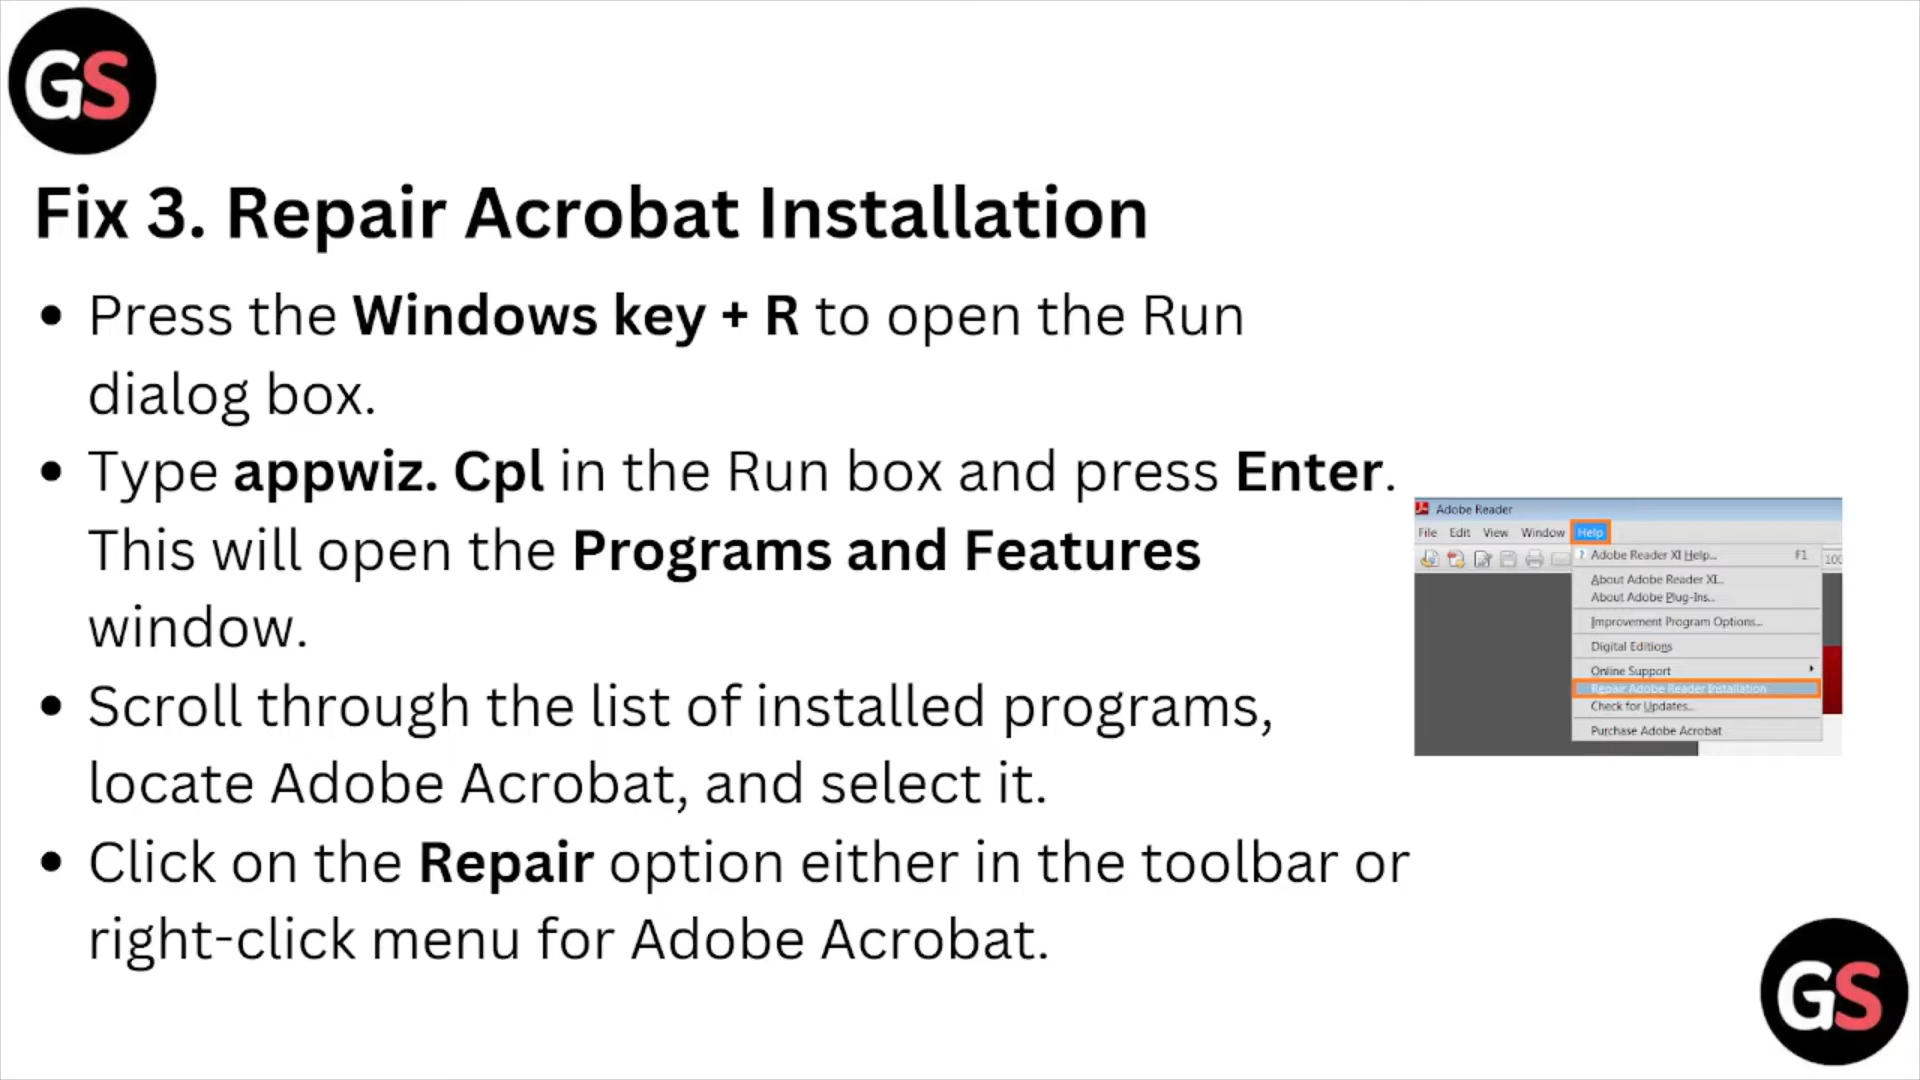 GS
Fix 3. Repair Acrobat Installation
• Press the Windows key + R to open the Run
dialog box.
• Type appwiz. Cpl in the Run box and press Enter.
This will open the Programs and Features
window.
• Scroll through the list of installed programs,
locate Adobe Acrobat, and select it.
• Click on the Repair option either in the toolbar or
right-click menu for Adobe Acrobat.
Adobe Reader
File Edit View Window Help
Adobe Reader XI Help... F1
100
About Adobe Reader XI...
About Adobe Plug-Ins...
Improvement Program Options...
Digital Editions
Online Support
Repair Adobe Reader Installation
Check for Updates...
Purchase Adobe Acrobat
GS